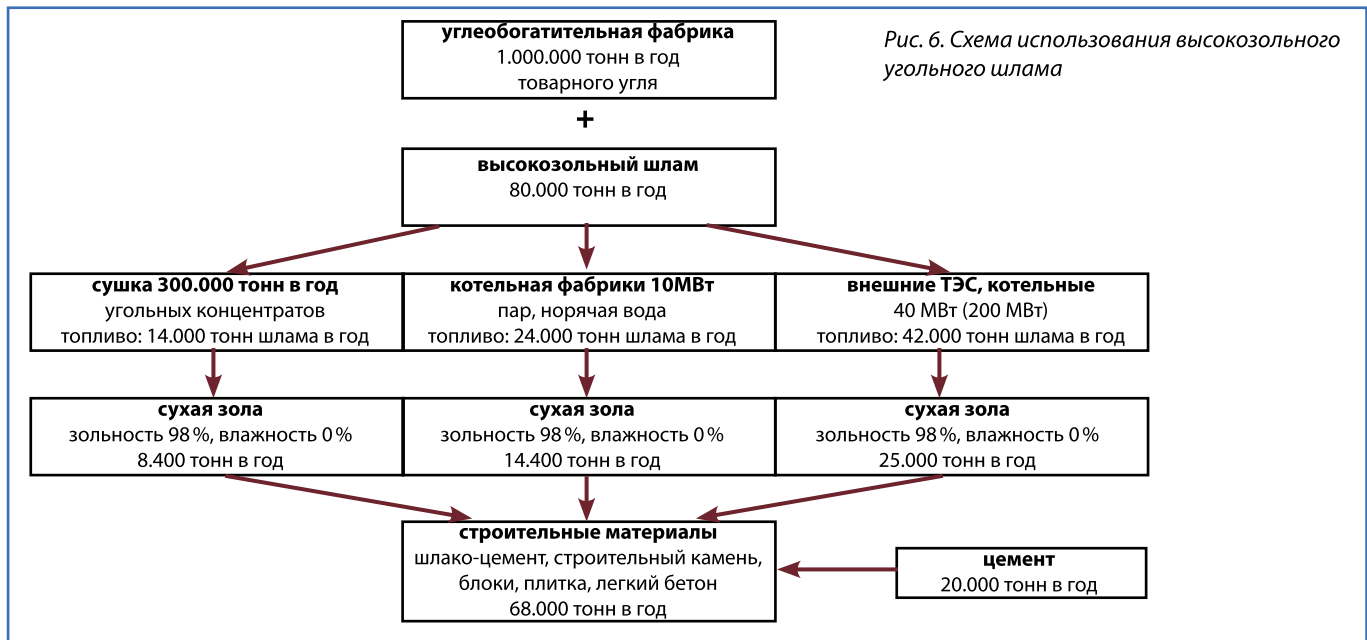 углеобогатительная фабрика
1.000.000 тонн в год
товарного угля
Рис. 6. Схема использования высокозольного
угольного шлама
+
высокозольный шлам
80.000 тонн в год
сушка 300.000 тонн в год
угольных концентратов
топливо: 14.000 тонн шлама в год
котельная фабрики 10МВт
пар, норячая вода
топливо: 24.000 тонн шлама в год
внешние ТЭС, котельные
40 МВт (200 МВт)
топливо: 42.000 тонн шлама в год
сухая зола
зольность 98 %, влажность 0 %
8.400 тонн в год
сухая зола
зольность 98 %, влажность 0 %
14.400 тонн в год
сухая зола
зольность 98 %, влажность 0 %
25.000 тонн в год
строительные материалы
шлако-цемент, строительный камень,
блоки, плитка, легкий бетон
68.000 тонн в год
цемент
20.000 тонн в год